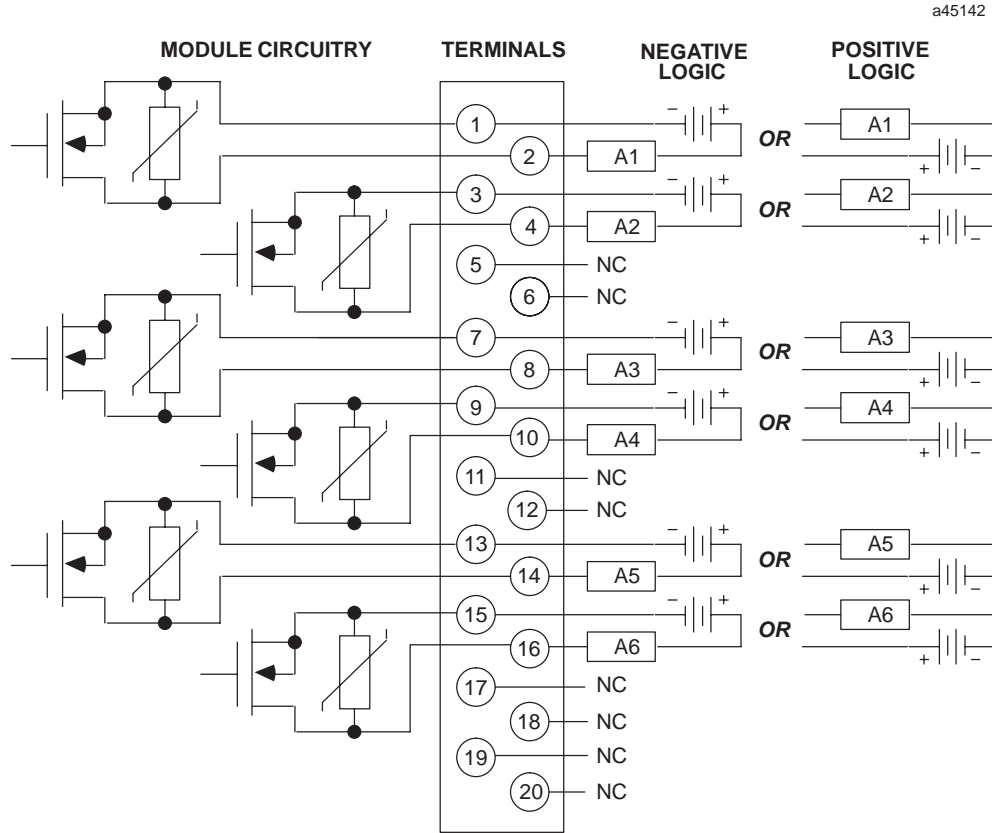 a45142
MODULE CIRCUITRY TERMINALS NEGATIVE LOGIC POSITIVE LOGIC
1 − + OR A1
2 A1 + −
3 − + OR A2
4 A2 + −
5 NC
6 NC
7 − + OR A3
8 A3 + −
9 − + OR A4
10 A4 + −
11 NC
12 NC
13 − + OR A5
14 A5 + −
15 − + OR A6
16 A6 + −
17 NC
18 NC
19 NC
20 NC